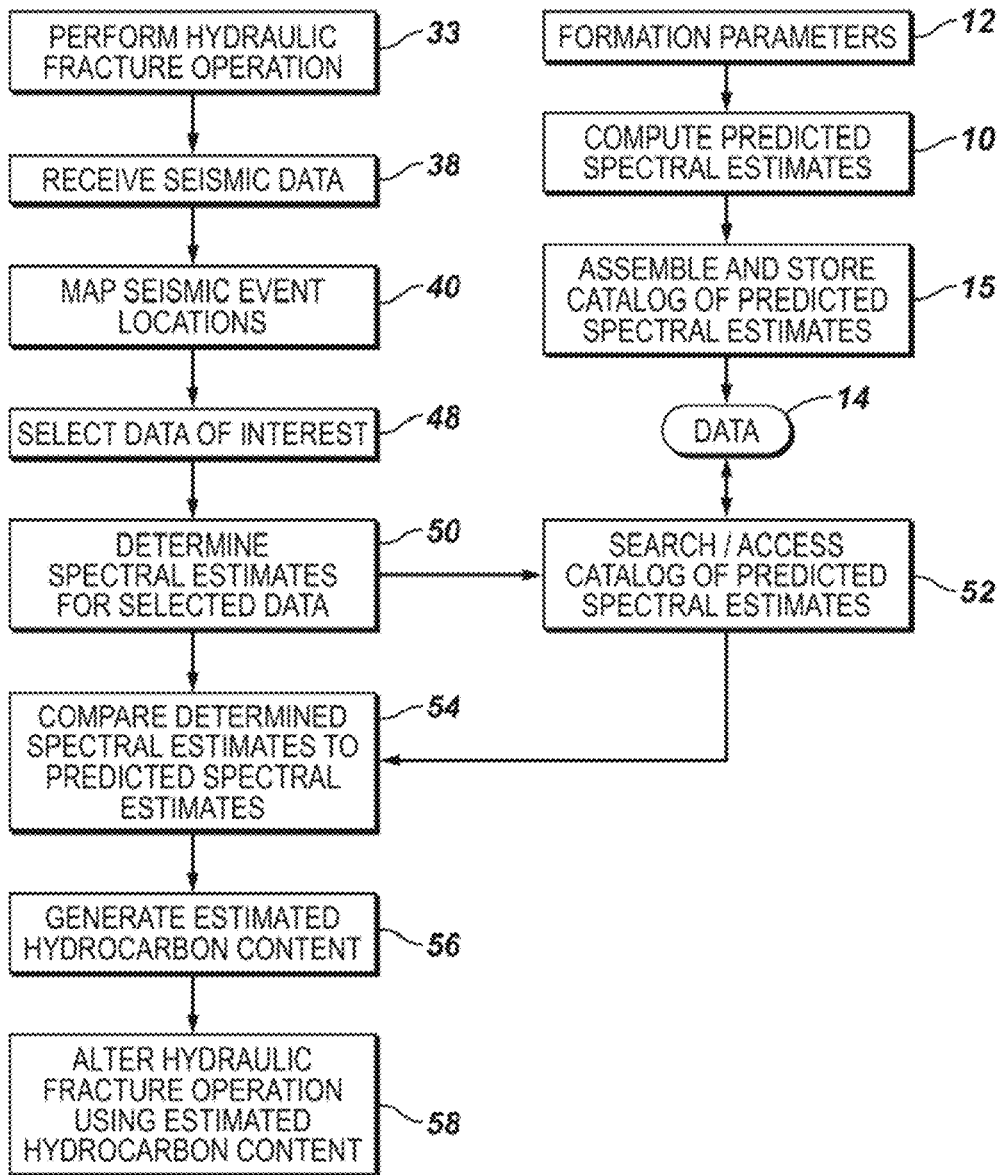 PERFORM HYDRAULIC
FRACTURE OPERATION
33
RECEIVE SEISMIC DATA
38
MAP SEISMIC EVENT
LOCATIONS
40
SELECT DATA OF INTEREST
48
DETERMINE
SPECTRAL ESTIMATES
FOR SELECTED DATA
50
COMPARE DETERMINED
SPECTRAL ESTIMATES TO
PREDICTED SPECTRAL
ESTIMATES
54
GENERATE ESTIMATED
HYDROCARBON CONTENT
56
ALTER HYDRAULIC
FRACTURE OPERATION
USING ESTIMATED
HYDROCARBON CONTENT
58
FORMATION PARAMETERS
12
COMPUTE PREDICTED
SPECTRAL ESTIMATES
10
ASSEMBLE AND STORE
CATALOG OF PREDICTED
SPECTRAL ESTIMATES
15
14
DATA
SEARCH / ACCESS
CATALOG OF PREDICTED
SPECTRAL ESTIMATES
52